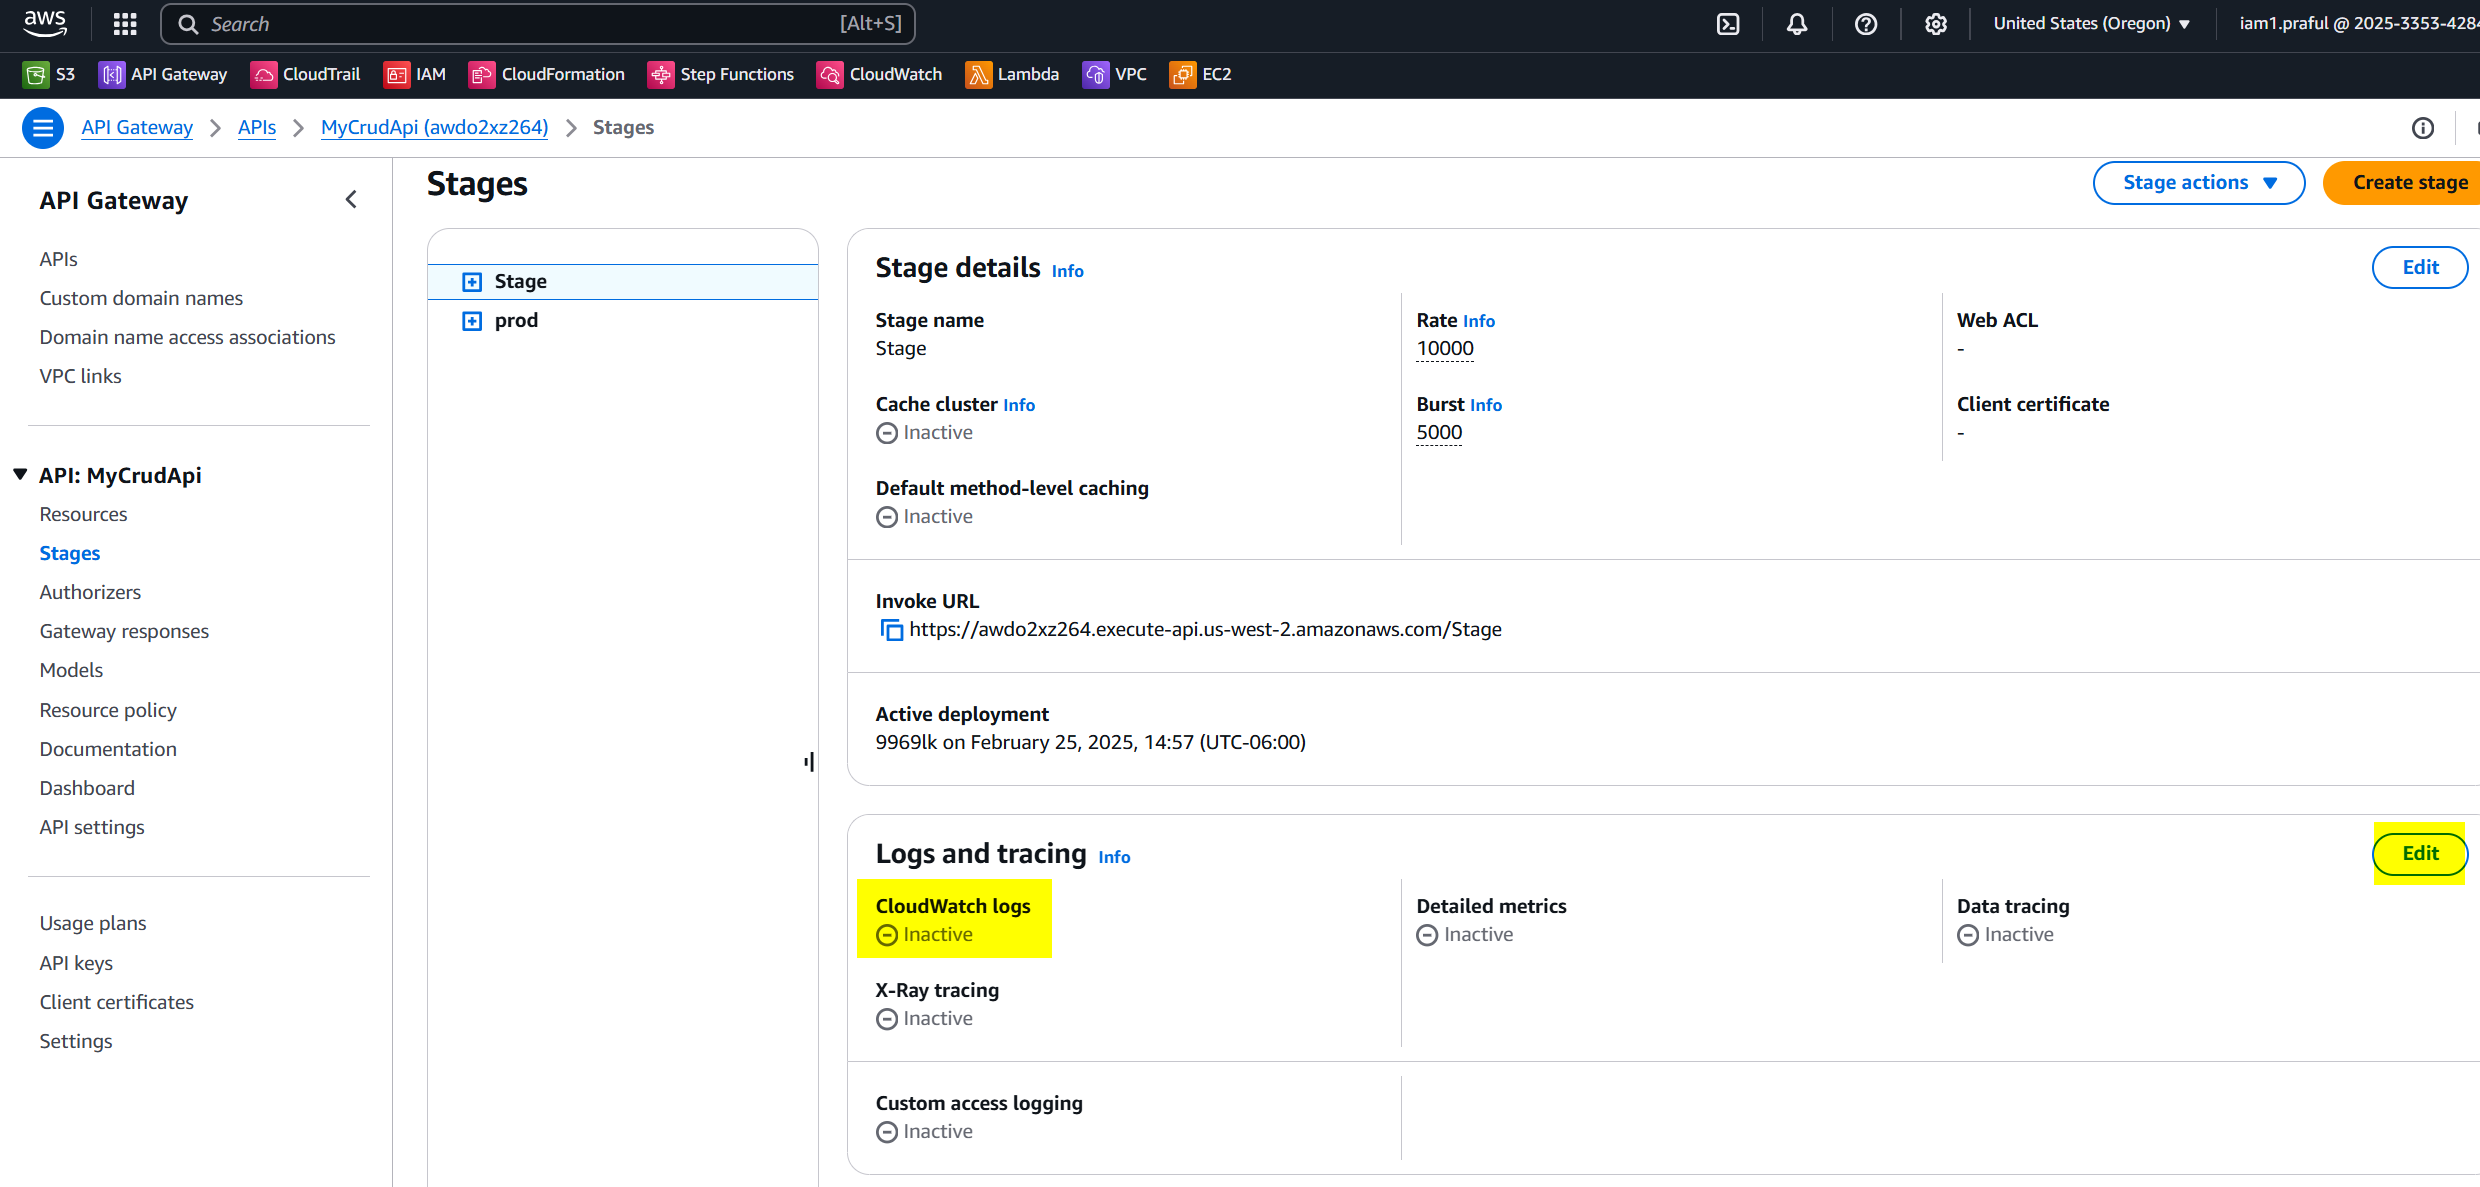 aws
Search [Alt+S]
United States (Oregon) ▼
iam1.praful @ 2025-3353-4284
S3 API Gateway CloudTrail IAM CloudFormation Step Functions CloudWatch Lambda VPC EC2
API Gateway > APIs > MyCrudApi (awdo2xz264) > Stages
API Gateway
APIs
Custom domain names
Domain name access associations
VPC links
API: MyCrudApi
Resources
Stages
Authorizers
Gateway responses
Models
Resource policy
Documentation
Dashboard
API settings
Usage plans
API keys
Client certificates
Settings
Stages
Stage actions ▼
Create stage
Stage
prod
Stage details Info
Edit
Stage name
Stage
Rate Info
10000
Web ACL
-
Cache cluster Info
Inactive
Burst Info
5000
Client certificate
-
Default method-level caching
Inactive
Invoke URL
https://awdo2xz264.execute-api.us-west-2.amazonaws.com/Stage
Active deployment
9969lk on February 25, 2025, 14:57 (UTC-06:00)
Logs and tracing Info
Edit
CloudWatch logs
Inactive
Detailed metrics
Inactive
Data tracing
Inactive
X-Ray tracing
Inactive
Custom access logging
Inactive